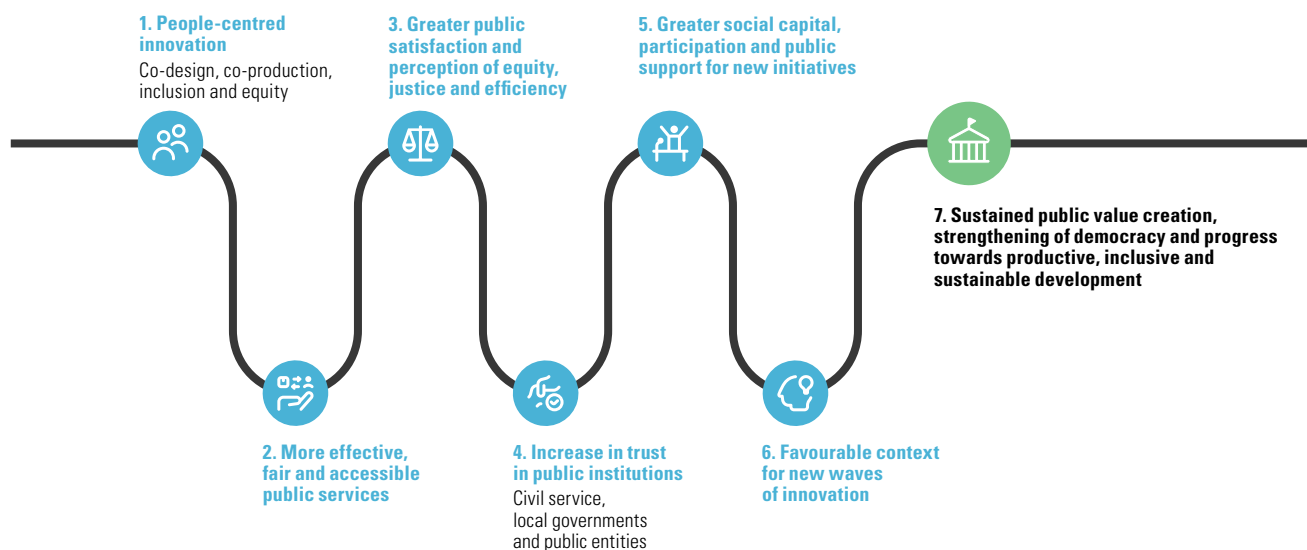 1. People-centred
innovation
Co-design, co-production,
inclusion and equity
2. More effective,
fair and accessible
public services
3. Greater public
satisfaction and
perception of equity,
justice and efficiency
4. Increase in trust
in public institutions
Civil service,
local governments
and public entities
5. Greater social capital,
participation and public
support for new initiatives
6. Favourable context
for new waves
of innovation
7. Sustained public value creation,
strengthening of democracy and progress
towards productive, inclusive and
sustainable development